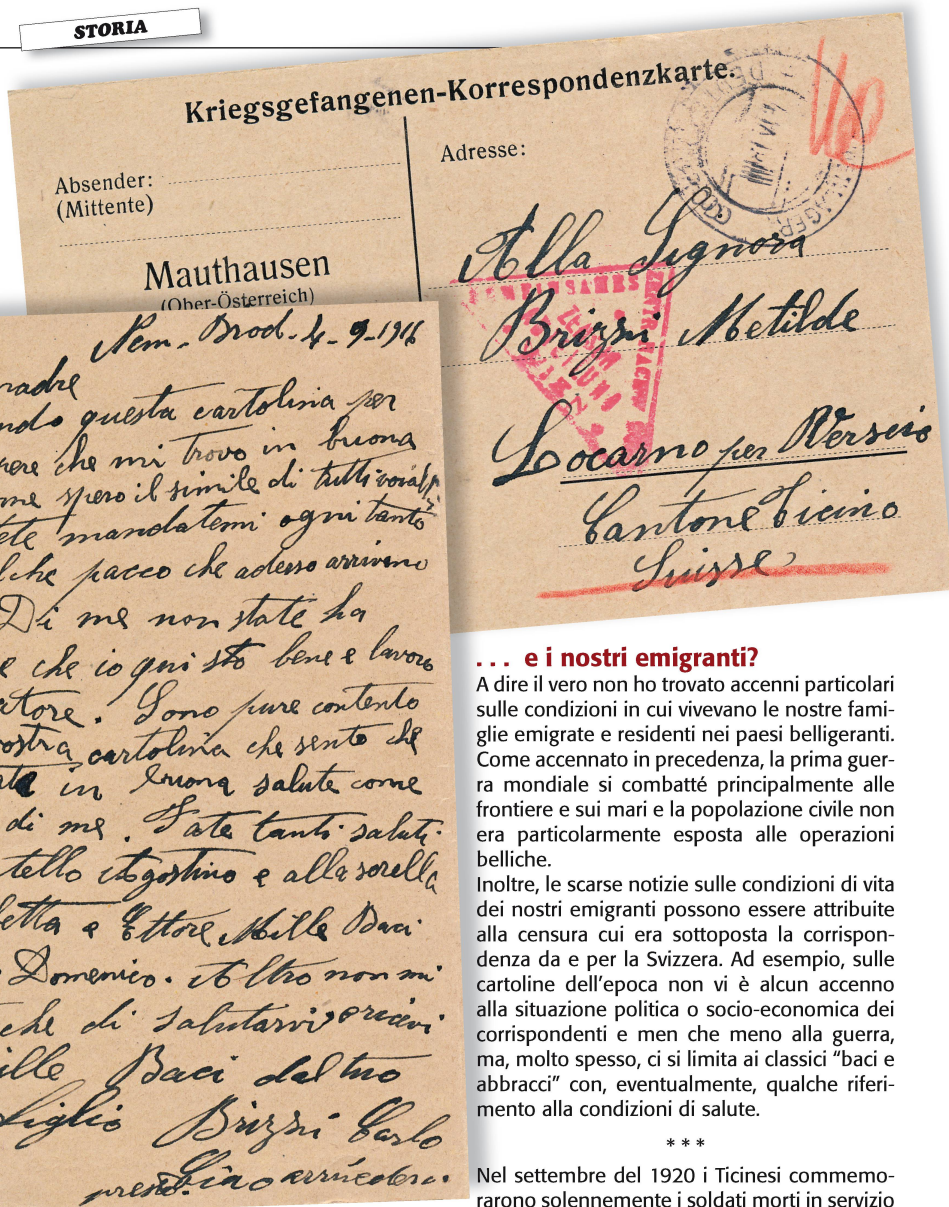 STORIA
Kriegsgefangenen-Korrespondenzkarte.
Absender:
(Mittente)
Mauthausen
(Ober-Österreich)
Adresse:
Alla Signora
Brizzi Metilde
Locarno per Verscio
Cantone Ticino
Suisse
Nem. Brod. 4-9-1916
madre
ndo questa cartolina per
ere che mi trovo in buona
me spero il simile di tutti voi
ete mandatemi ogni tanto
lche pacco che adesso arrivano
Di me non state ha
e che io qui sto bene e lavoro
atore. Sono pure contento
vostra cartolina che sento che
in buona salute come
di me. Fate tanti saluti
tello Agostino e alla sorella
letta e Ettore Mille Baci
e Domenico. Altro non mi
che di salutarvi ricevi
ille Baci dal tuo
figlio Brizzi Carlo
presto. Ciao arrivederci.
. . . e i nostri emigranti?
A dire il vero non ho trovato accenni particolari
sulle condizioni in cui vivevano le nostre fami-
glie emigrate e residenti nei paesi belligeranti.
Come accennato in precedenza, la prima guer-
ra mondiale si combatté principalmente alle
frontiere e sui mari e la popolazione civile non
era particolarmente esposta alle operazioni
belliche.
Inoltre, le scarse notizie sulle condizioni di vita
dei nostri emigranti possono essere attribuite
alla censura cui era sottoposta la corrispon-
denza da e per la Svizzera. Ad esempio, sulle
cartoline dell'epoca non vi è alcun accenno
alla situazione politica o socio-economica dei
corrispondenti e men che meno alla guerra,
ma, molto spesso, ci si limita ai classici “baci e
abbracci” con, eventualmente, qualche riferi-
mento alla condizioni di salute.
* * *
Nel settembre del 1920 i Ticinesi commemo-
rarono solennemente i soldati morti in servizio